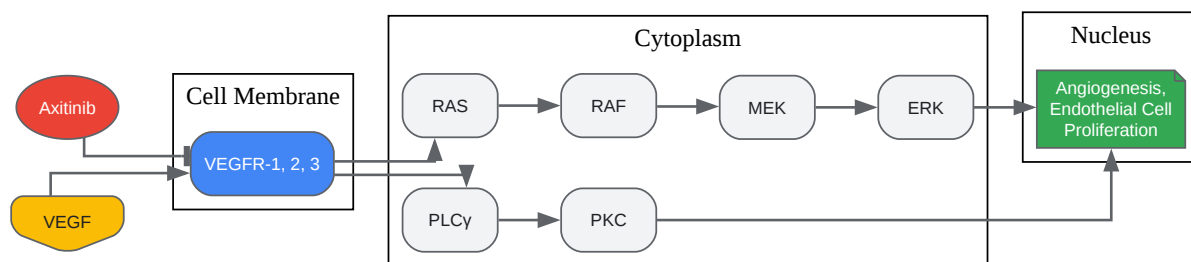 Cytoplasm
Nucleus
Cell Membrane
Axitinib
VEGFR-1, 2, 3
VEGF
RAS
RAF
MEK
ERK
Angiogenesis,
Endothelial Cell
Proliferation
PLCγ
PKC